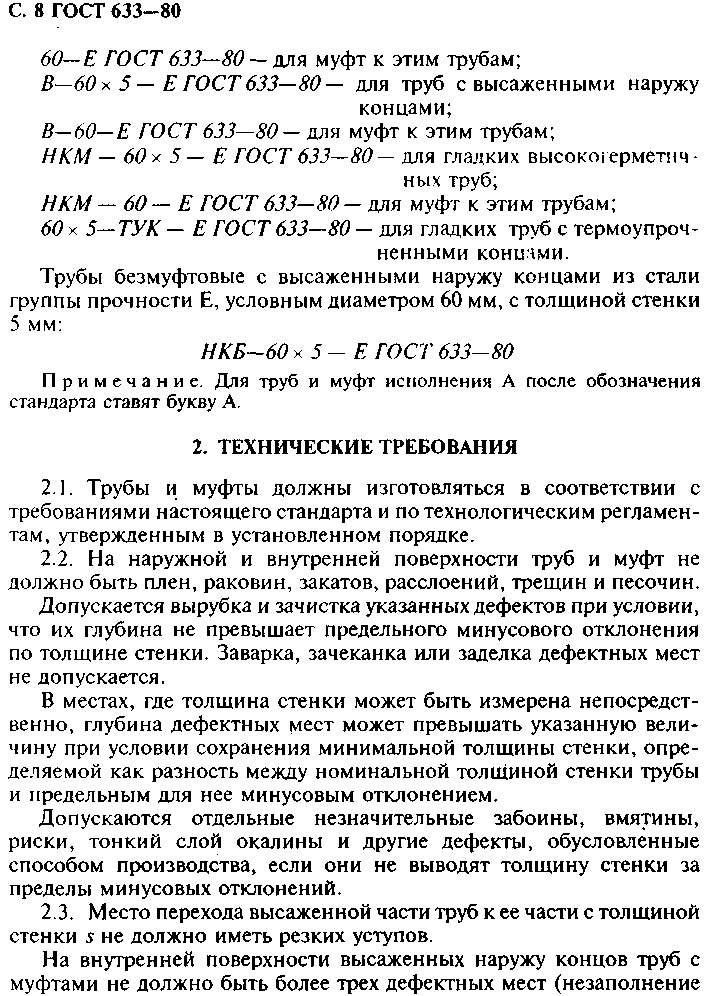 С. 8 ГОСТ 633—80
60—Е ГОСТ 633—80 — для муфт к этим трубам;
В—60 × 5 — Е ГОСТ 633—80 — для труб с высаженными наружу
концами;
В—60—Е ГОСТ 633—80 — для муфт к этим трубам;
НКМ — 60 × 5 — Е ГОСТ 633—80 — для гладких высокогерметич-
ных труб;
НКМ — 60 — Е ГОСТ 633—80 — для муфт к этим трубам;
60 × 5—ТУК — Е ГОСТ 633—80 — для гладких труб с термоупроч-
ненными концами.
Трубы безмуфтовые с высаженными наружу концами из стали
группы прочности Е, условным диаметром 60 мм, с толщиной стенки
5 мм:
НКБ—60 × 5 — Е ГОСТ 633—80
Примечание. Для труб и муфт исполнения А после обозначения
стандарта ставят букву А.
2. ТЕХНИЧЕСКИЕ ТРЕБОВАНИЯ
2.1. Трубы и муфты должны изготовляться в соответствии с
требованиями настоящего стандарта и по технологическим регламен-
там, утвержденным в установленном порядке.
2.2. На наружной и внутренней поверхности труб и муфт не
должно быть плен, раковин, закатов, расслоений, трещин и песочин.
Допускается вырубка и зачистка указанных дефектов при условии,
что их глубина не превышает предельного минусового отклонения
по толщине стенки. Заварка, зачеканка или заделка дефектных мест
не допускается.
В местах, где толщина стенки может быть измерена непосредст-
венно, глубина дефектных мест может превышать указанную вели-
чину при условии сохранения минимальной толщины стенки, опре-
деляемой как разность между номинальной толщиной стенки трубы
и предельным для нее минусовым отклонением.
Допускаются отдельные незначительные забоины, вмятины,
риски, тонкий слой окалины и другие дефекты, обусловленные
способом производства, если они не выводят толщину стенки за
пределы минусовых отклонений.
2.3. Место перехода высаженной части труб к ее части с толщиной
стенки s не должно иметь резких уступов.
На внутренней поверхности высаженных наружу концов труб с
муфтами не должно быть более трех дефектных мест (незаполнение